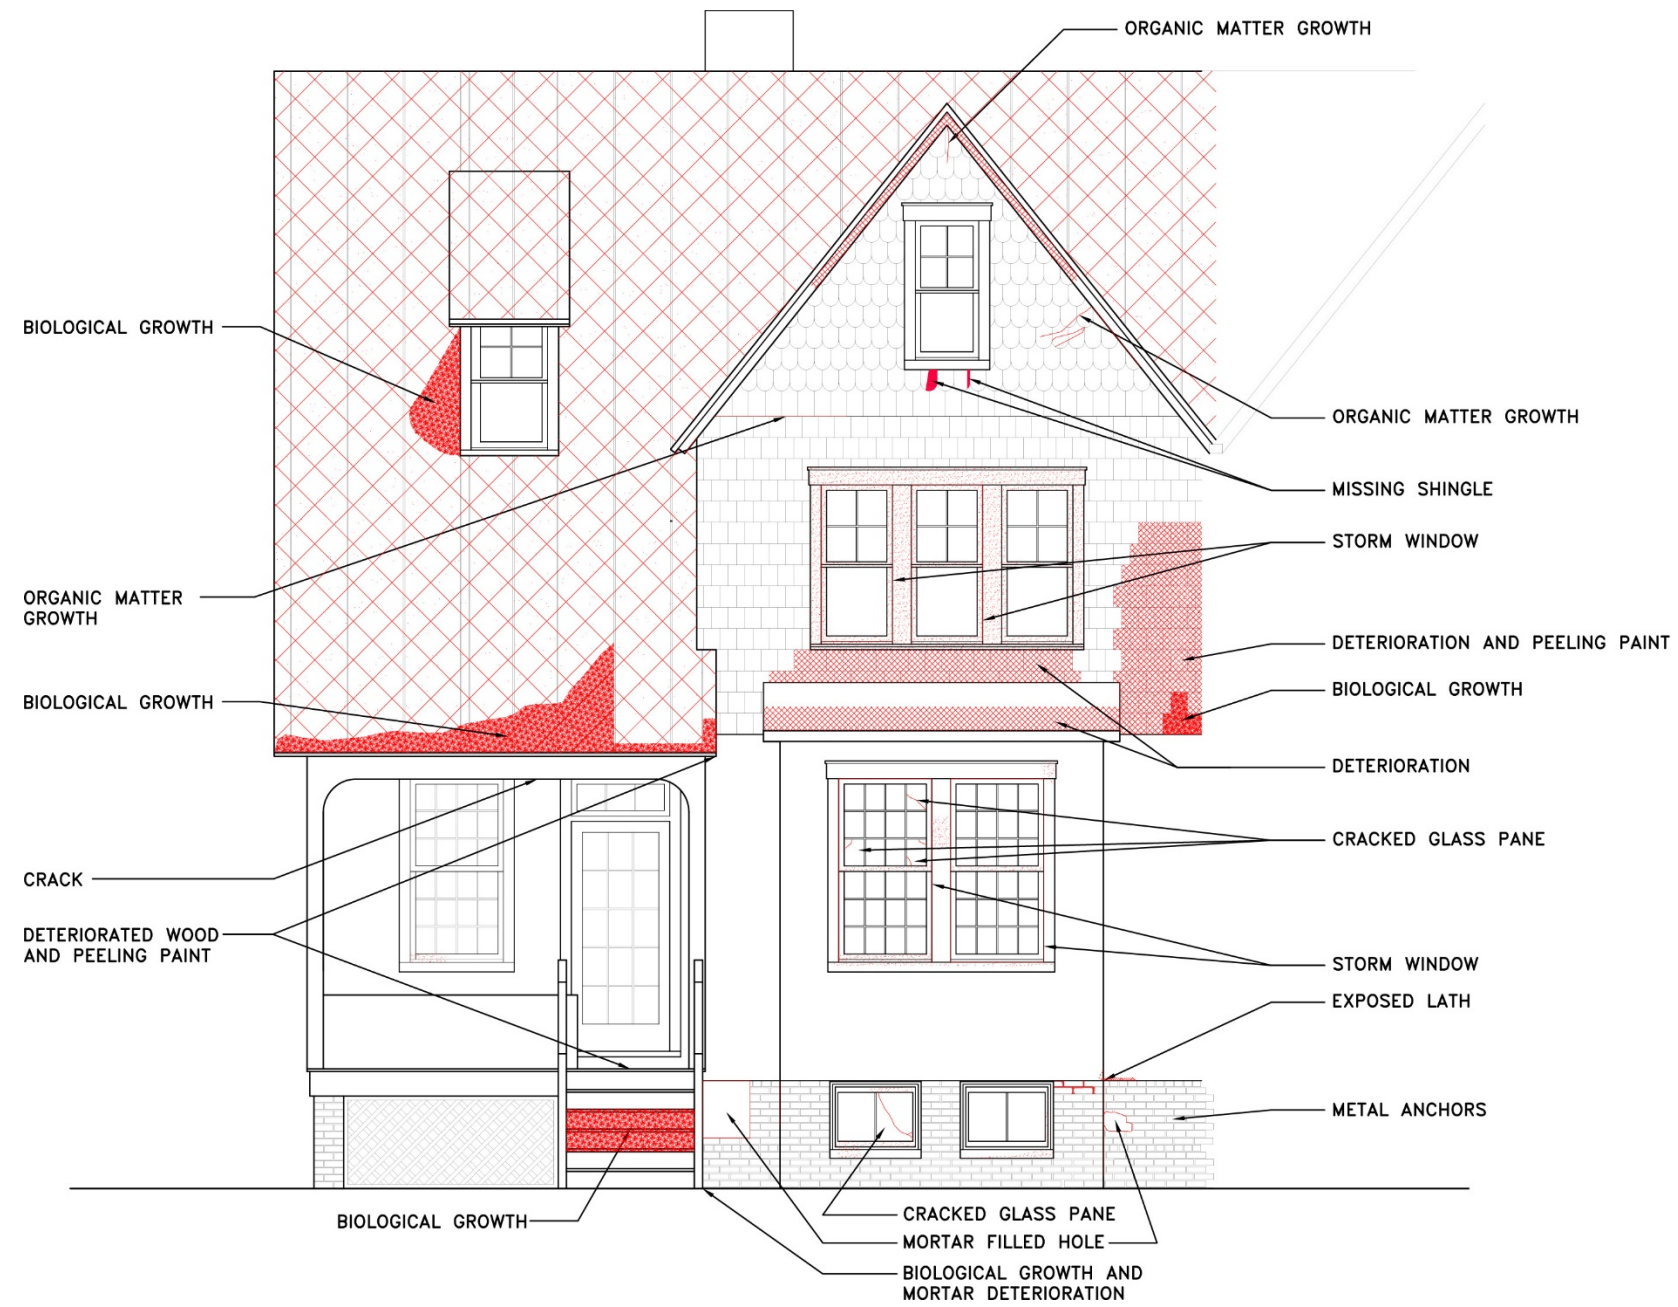 ORGANIC MATTER GROWTH
BIOLOGICAL GROWTH
ORGANIC MATTER GROWTH
MISSING SHINGLE
STORM WINDOW
ORGANIC MATTER
GROWTH
DETERIORATION AND PEELING PAINT
BIOLOGICAL GROWTH
BIOLOGICAL GROWTH
DETERIORATION
CRACKED GLASS PANE
CRACK
DETERIORATED WOOD
AND PEELING PAINT
STORM WINDOW
EXPOSED LATH
METAL ANCHORS
BIOLOGICAL GROWTH
CRACKED GLASS PANE
MORTAR FILLED HOLE
BIOLOGICAL GROWTH AND
MORTAR DETERIORATION